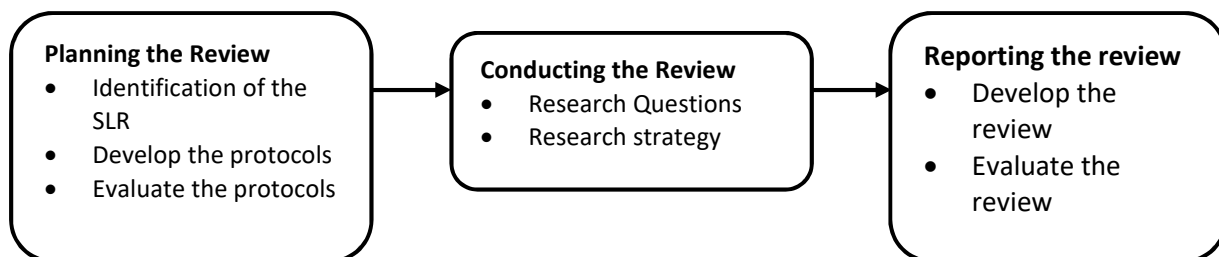 Planning the Review
• Identification of the
SLR
• Develop the protocols
• Evaluate the protocols
Conducting the Review
• Research Questions
• Research strategy
Reporting the review
• Develop the
review
• Evaluate the
review